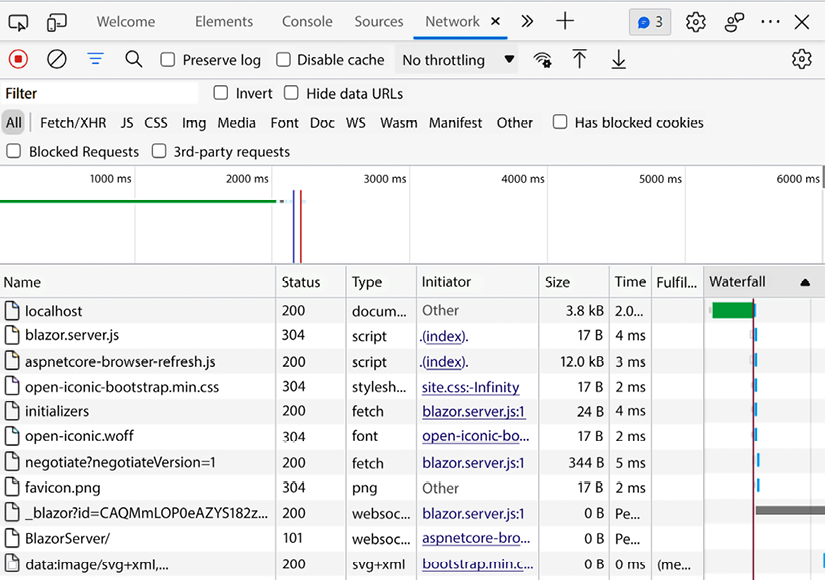 Welcome Elements Console Sources Network 3
Preserve log Disable cache No throttling
Filter Invert Hide data URLs
All Fetch/XHR JS CSS Img Media Font Doc WS Wasm Manifest Other Has blocked cookies
Blocked Requests 3rd-party requests
1000 ms 2000 ms 3000 ms 4000 ms 5000 ms 6000 ms
Name Status Type Initiator Size Time Fulfil... Waterfall
localhost 200 docum... Other 3.8 kB 2.0...
blazor.server.js 304 script .(index). 17 B 4 ms
aspnetcore-browser-refresh.js 200 script .(index). 12.0 kB 3 ms
open-iconic-bootstrap.min.css 304 stylesh... site.css:-Infinity 17 B 2 ms
initializers 200 fetch blazor.server.js:1 24 B 4 ms
open-iconic.woff 304 font open-iconic-bo... 17 B 2 ms
negotiate?negotiateVersion=1 200 fetch blazor.server.js:1 344 B 5 ms
favicon.png 304 png Other 17 B 2 ms
_blazor?id=CAQMmLOP0eAZYS182z... 200 websoc... blazor.server.js:1 0 B Pe...
BlazorServer/ 101 websoc... aspnetcore-bro... 0 B Pe...
data:image/svg+xml,... 200 svg+xml bootstrap.min.c... 0 B 0 ms (me...